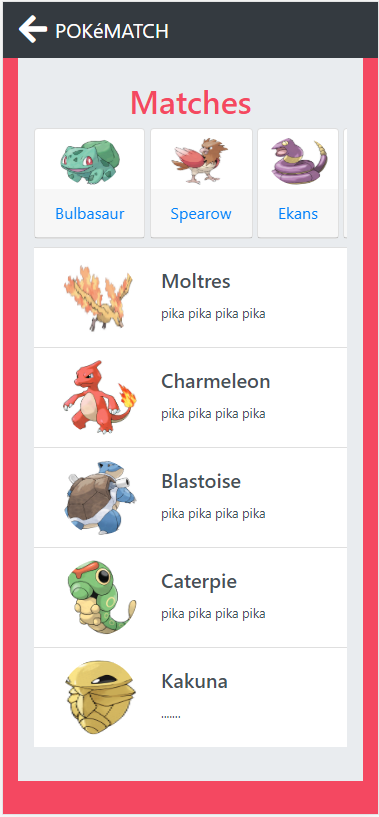 POKéMATCH
Matches
Bulbasaur
Spearow
Ekans
Moltres
pika pika pika pika
Charmeleon
pika pika pika pika
Blastoise
pika pika pika pika
Caterpie
pika pika pika pika
Kakuna
.......